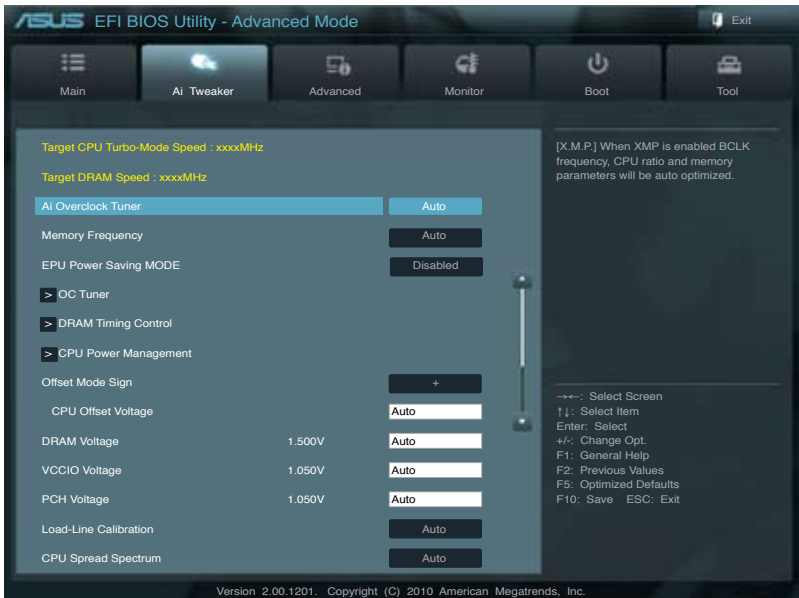 ASUS EFI BIOS Utility - Advanced Mode
Exit
Main
Ai Tweaker
Advanced
Monitor
Boot
Tool
Target CPU Turbo-Mode Speed : xxxxMHz
Target DRAM Speed : xxxxMHz
Ai Overclock Tuner Auto
Memory Frequency Auto
EPU Power Saving MODE Disabled
> OC Tuner
> DRAM Timing Control
> CPU Power Management
Offset Mode Sign +
CPU Offset Voltage Auto
DRAM Voltage 1.500V Auto
VCCIO Voltage 1.050V Auto
PCH Voltage 1.050V Auto
Load-Line Calibration Auto
CPU Spread Spectrum Auto
[X.M.P.] When XMP is enabled BCLK
frequency, CPU ratio and memory
parameters will be auto optimized.
→←: Select Screen
↑↓: Select Item
Enter: Select
+/-: Change Opt.
F1: General Help
F2: Previous Values
F5: Optimized Defaults
F10: Save ESC: Exit
Version 2.00.1201. Copyright (C) 2010 American Megatrends, Inc.